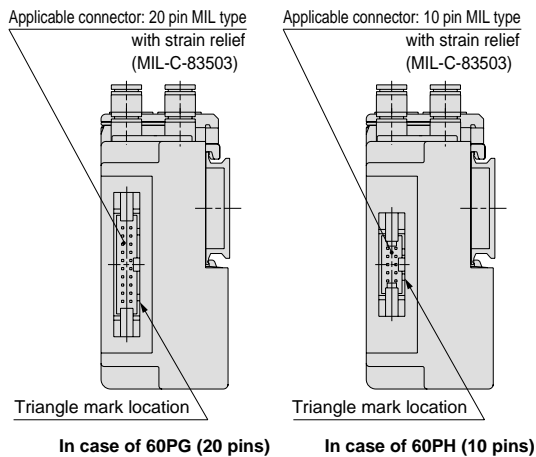 Applicable connector: 20 pin MIL type
with strain relief
(MIL-C-83503)
Triangle mark location
In case of 60PG (20 pins)
Applicable connector: 10 pin MIL type
with strain relief
(MIL-C-83503)
Triangle mark location
In case of 60PH (10 pins)